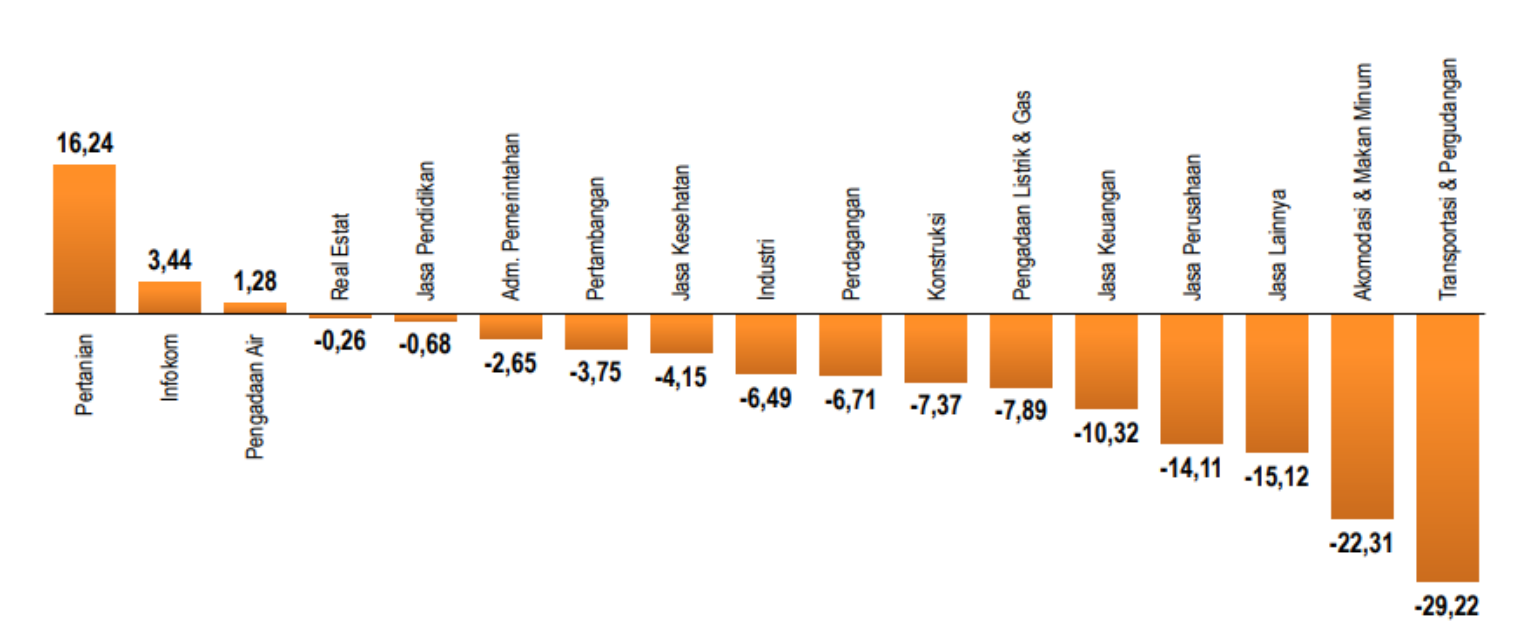 16,24
Pertanian
3,44
Infokom
1,28
Pengadaan Air
Real Estat
-0,26
Jasa Pendidikan
-0,68
Adm. Pemerintahan
-2,65
Pertambangan
-3,75
Jasa Kesehatan
-4,15
Industri
-6,49
Perdagangan
-6,71
Konstruksi
-7,37
Pengadaan Listrik & Gas
-7,89
Jasa Keuangan
-10,32
Jasa Perusahaan
-14,11
Jasa Lainnya
-15,12
Akomodasi & Makan Minum
-22,31
Transportasi & Pergudangan
-29,22